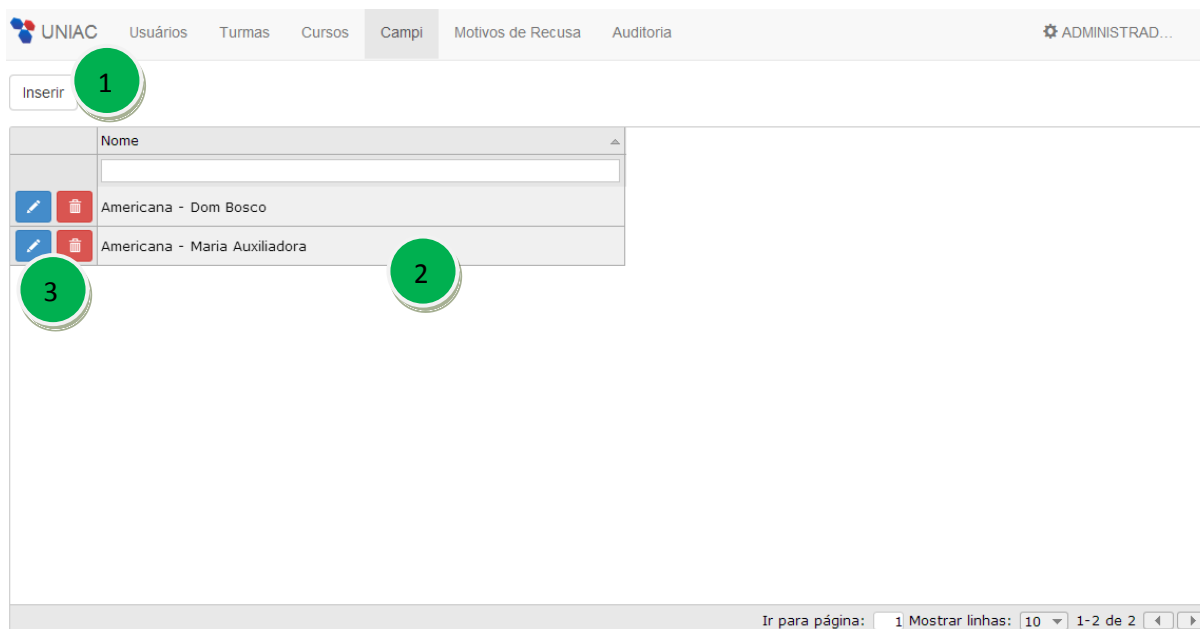 UNIAC Usuários Turmas Cursos Campi Motivos de Recusa Auditoria ADMINISTRAD...
Inserir 1
Nome
Americana - Dom Bosco
Americana - Maria Auxiliadora
2
3
Ir para página: 1 Mostrar linhas: 10 1-2 de 2